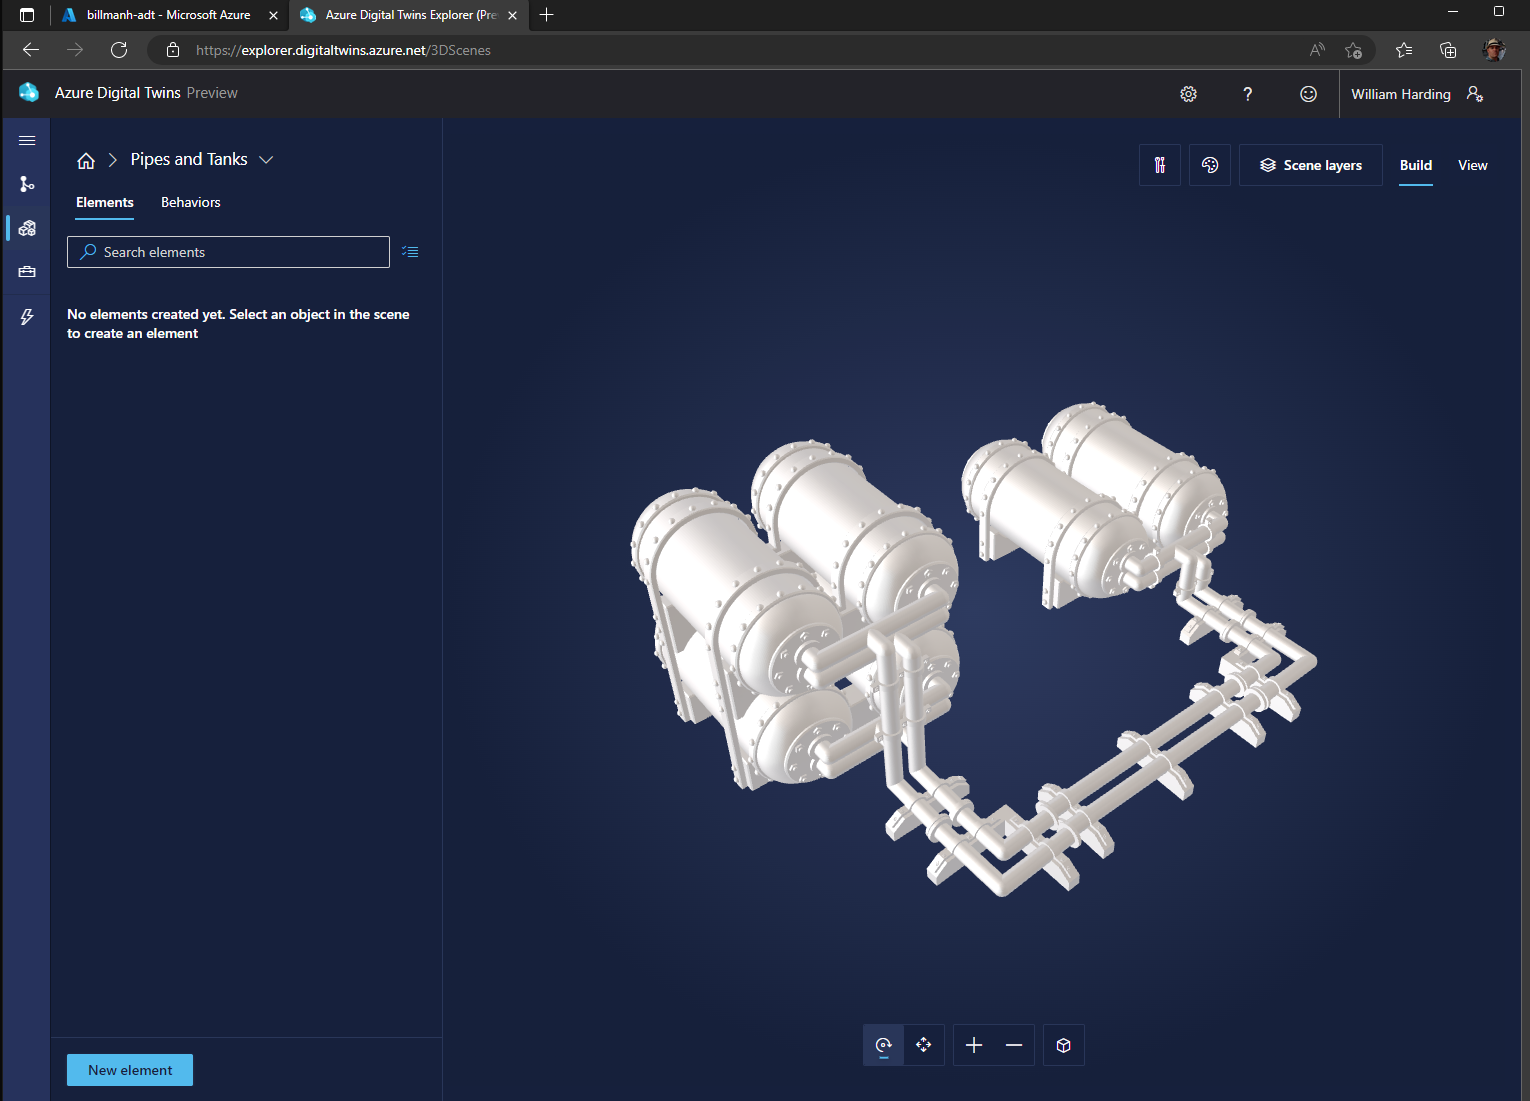 billmanh-adt - Microsoft Azure
Azure Digital Twins Explorer (Pre
https://explorer.digitaltwins.azure.net/3DScenes
Azure Digital Twins Preview
?
William Harding
Pipes and Tanks
Scene layers
Build
View
Elements
Behaviors
Search elements
No elements created yet. Select an object in the scene
to create an element
New element